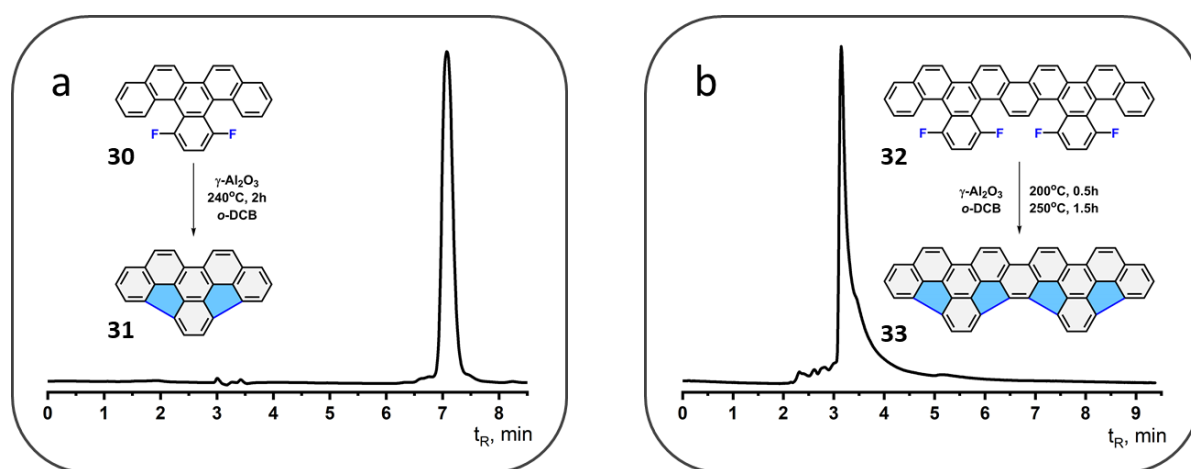 a
F F
30
γ-Al₂O₃
240°C, 2h
o-DCB
31
0 1 2 3 4 5 6 7 8
tR, min
b
F F F F
32
γ-Al₂O₃ 200°C, 0.5h
o-DCB 250°C, 1.5h
33
0 1 2 3 4 5 6 7 8 9
tR, min